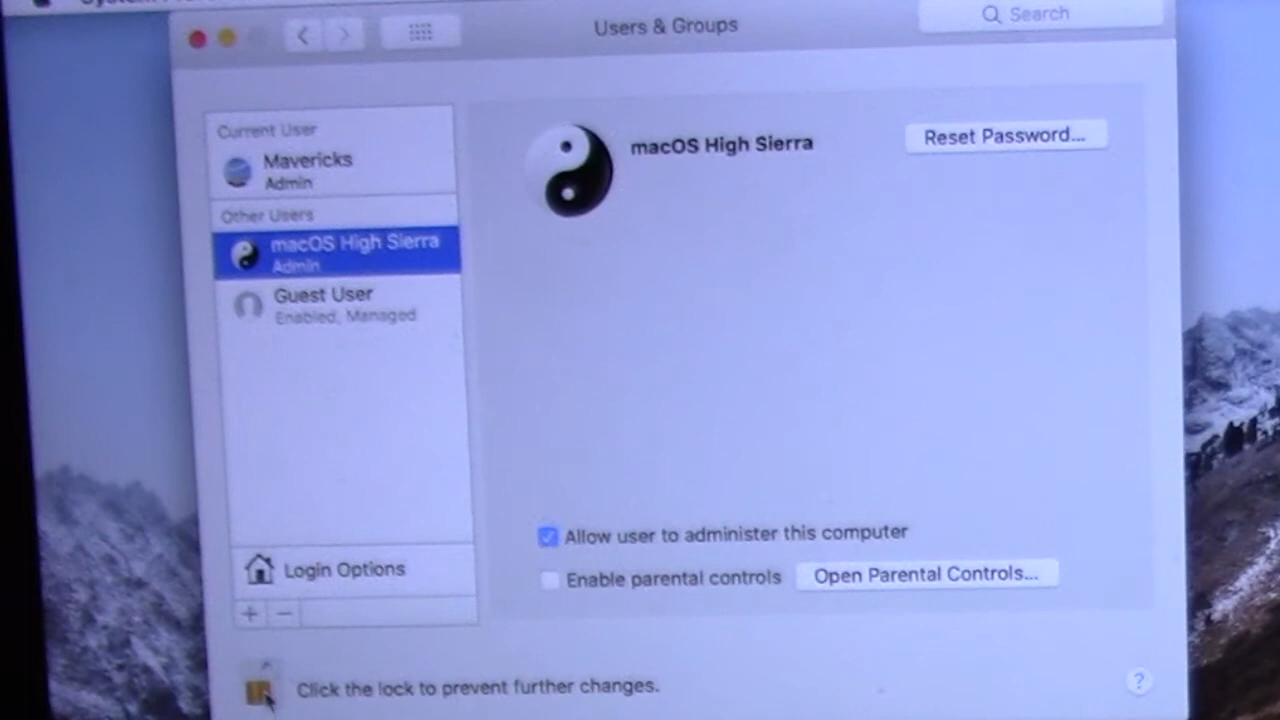 Users & Groups
Search
Current User
Mavericks
Admin
Other Users
macOS High Sierra
Admin
Guest User
Enabled, Managed
Login Options
+ −
macOS High Sierra
Reset Password...
Allow user to administer this computer
Enable parental controls
Open Parental Controls...
Click the lock to prevent further changes.
?